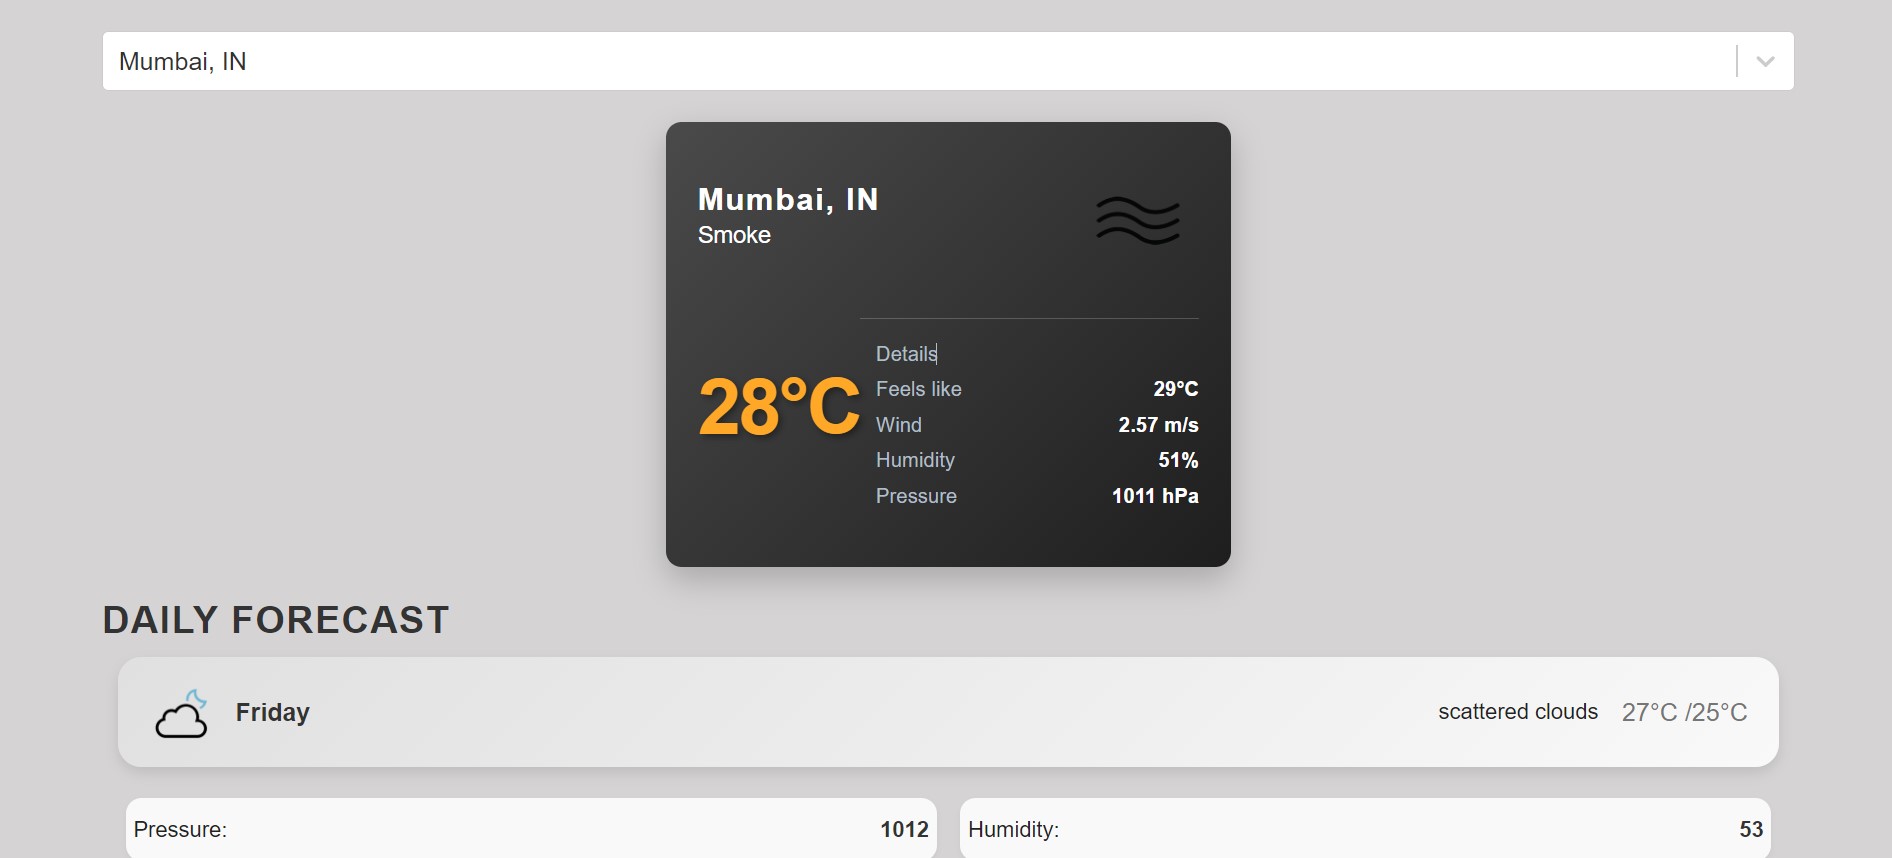 Mumbai, IN
Mumbai, IN
Smoke
28°C
Details
Feels like 29°C
Wind 2.57 m/s
Humidity 51%
Pressure 1011 hPa
DAILY FORECAST
Friday scattered clouds 27°C /25°C
Pressure: 1012 Humidity: 53